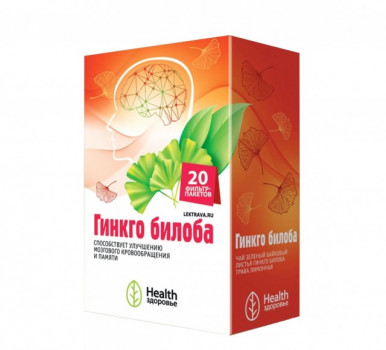 20
ФИЛЬТР-
ПАКЕТОВ
LEKTRAVA.RU
Гинкго билоба
СПОСОБСТВУЕТ УЛУЧШЕНИЮ
МОЗГОВОГО КРОВООБРАЩЕНИЯ
И ПАМЯТИ
Health
здоровье
Гинкго билоба
ЧАЙ ЗЕЛЕНЫЙ БАЙХОВЫЙ
ЛИСТЬЯ ГИНКГО БИЛОБА
ТРАВА ЛИМОННАЯ
Health
здоровье